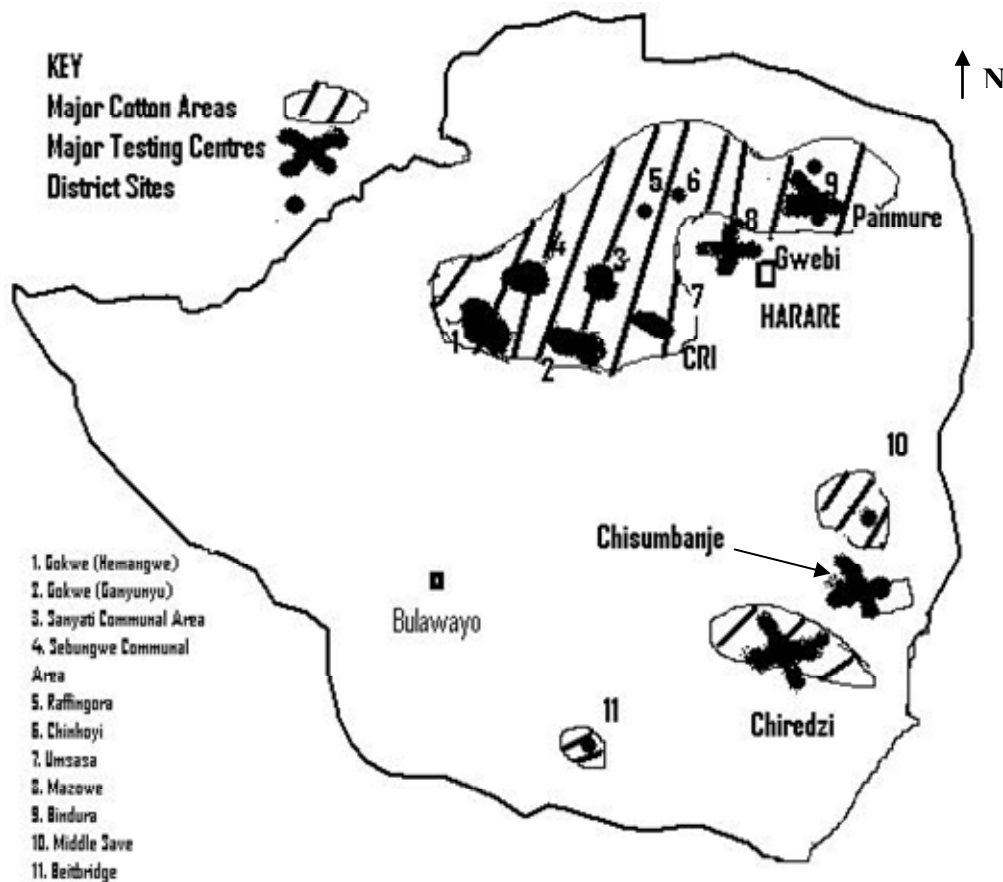 KEY
Major Cotton Areas
Major Testing Centres
District Sites
N
5
6
9
Panmure
8
Gwebi
HARARE
4
3
7
1
2
CRI
10
Chisumbanje
Bulawayo
11
Chiredzi
1. Gokwe (Nemangwe)
2. Gokwe (Ganyunyu)
3. Sanyati Communal Area
4. Sebungwe Communal
Area
5. Raffingora
6. Chinhoyi
7. Umsasa
8. Mazowe
9. Bindura
10. Middle Save
11. Beitbridge